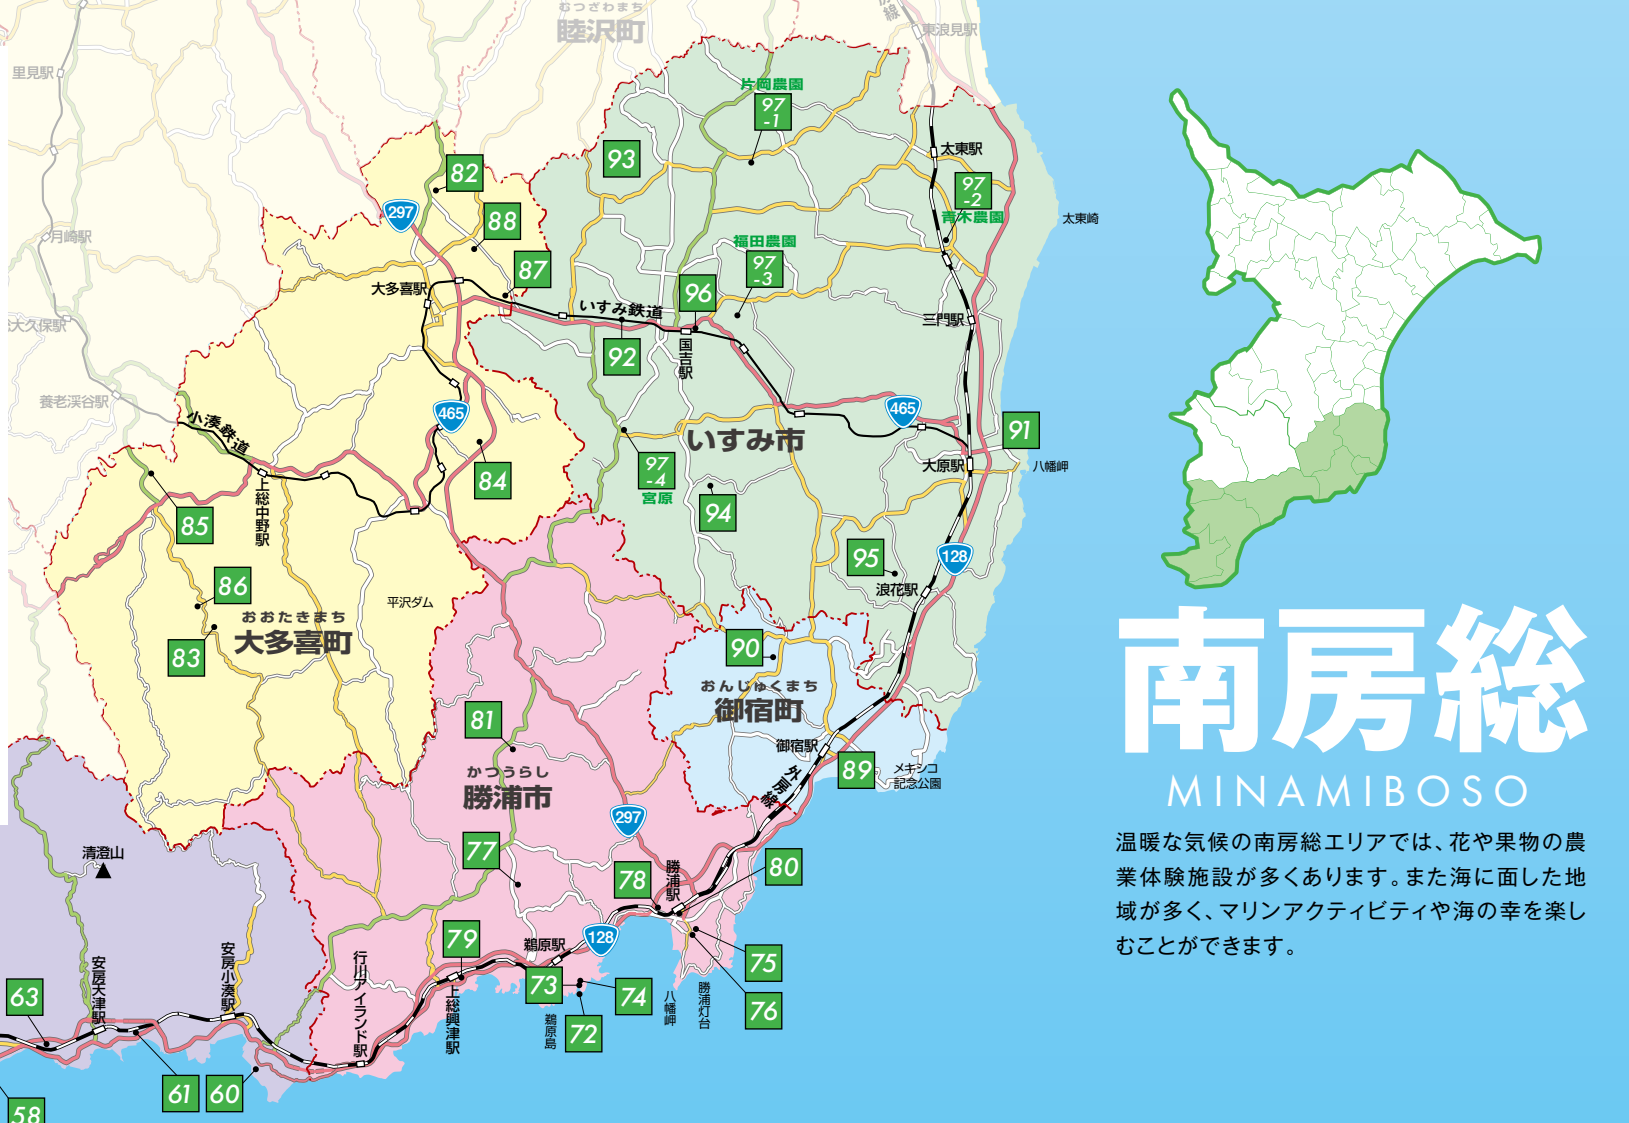 むつざわまち
睦沢町
線
東浪見駅
里見駅
片岡農園
97
-1
93
太東駅
82
97
-2
青木農園
太東崎
297
88
月崎駅
福田農園
97
-3
87
大多喜駅
96
いすみ鉄道
三門駅
大久保駅
国吉駅
92
養老渓谷駅
465
465
小湊鉄道
いすみ市
91
大原駅
八幡岬
97
-4
宮原
84
上総中野駅
94
85
95
128
浪花駅
86
平沢ダム
おおたきまち
大多喜町
83
90
おんじゅくまち
御宿町
81
御宿駅
外房線
89
メキシコ
記念公園
かつうらし
勝浦市
297
清澄山
77
78
勝浦駅
80
79
鵜原駅
128
行川アイランド駅
安房小湊駅
安房天津駅
75
73
74
63
上総興津駅
鵜原島
72
八幡岬
勝浦灯台
76
61
60
58
南房総
MINAMIBOSO
温暖な気候の南房総エリアでは、花や果物の農
業体験施設が多くあります。また海に面した地
域が多く、マリンアクティビティや海の幸を楽し
むことができます。